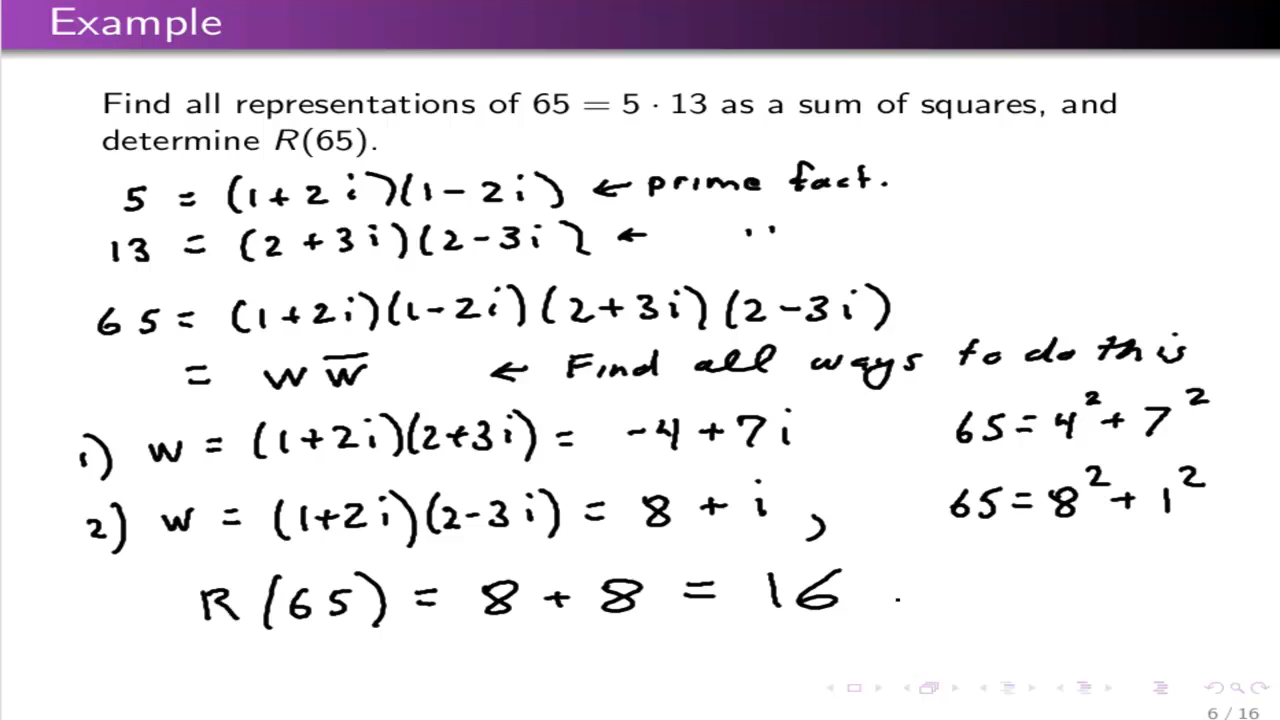 Example
Find all representations of 65 = 5 · 13 as a sum of squares, and
determine R(65).
5 = (1+2i)(1-2i) ← prime fact.
13 = (2+3i)(2-3i) ← ''
65 = (1+2i)(1-2i)(2+3i)(2-3i)
= w w̅ ← Find all ways to do this
1) w = (1+2i)(2+3i) = -4+7i 65 = 4² + 7²
2) w = (1+2i)(2-3i) = 8 + i , 65 = 8² + 1²
R(65) = 8 + 8 = 16 .
6 / 16